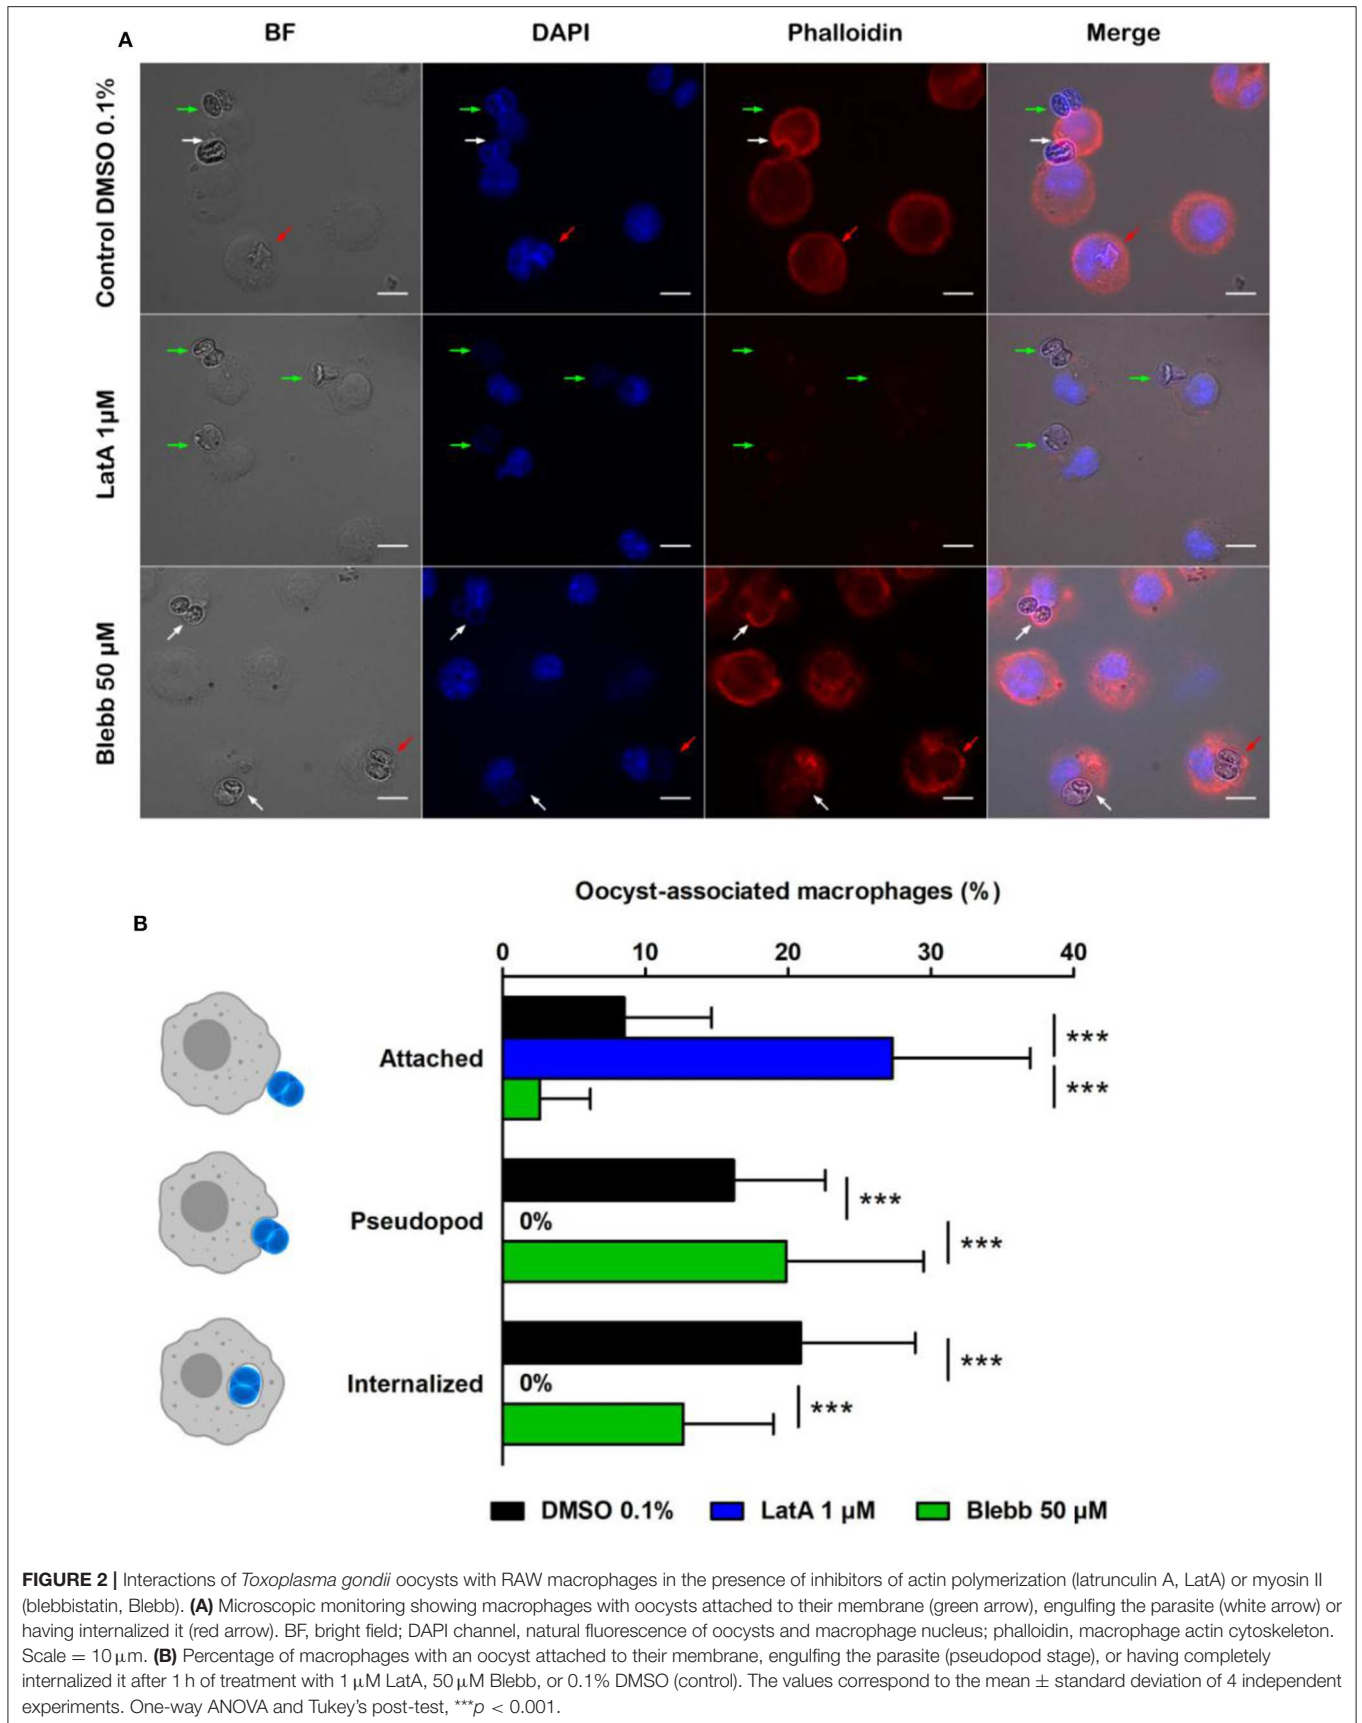 A
BF DAPI Phalloidin Merge
Control DMSO 0.1%
LatA 1µM
Blebb 50 µM
B
Oocyst-associated macrophages (%)
0 10 20 30 40
Attached
***
***
Pseudopod
0%
***
***
Internalized
0%
***
***
DMSO 0.1% LatA 1 µM Blebb 50 µM
FIGURE 2 | Interactions of Toxoplasma gondii oocysts with RAW macrophages in the presence of inhibitors of actin polymerization (latrunculin A, LatA) or myosin II
(blebbistatin, Blebb). (A) Microscopic monitoring showing macrophages with oocysts attached to their membrane (green arrow), engulfing the parasite (white arrow) or
having internalized it (red arrow). BF, bright field; DAPI channel, natural fluorescence of oocysts and macrophage nucleus; phalloidin, macrophage actin cytoskeleton.
Scale = 10 µm. (B) Percentage of macrophages with an oocyst attached to their membrane, engulfing the parasite (pseudopod stage), or having completely
internalized it after 1 h of treatment with 1 µM LatA, 50 µM Blebb, or 0.1% DMSO (control). The values correspond to the mean ± standard deviation of 4 independent
experiments. One-way ANOVA and Tukey's post-test, ***p < 0.001.